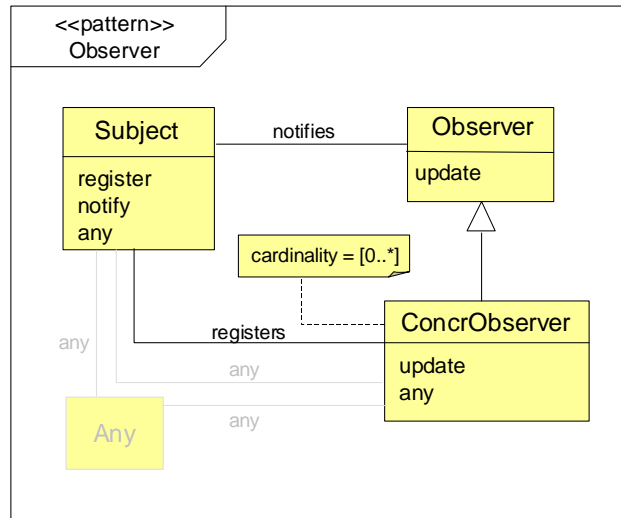 <<pattern>>
Observer
Subject
register
notify
any
notifies
Observer
update
cardinality = [0..*]
registers
ConcrObserver
update
any
any
any
any
Any